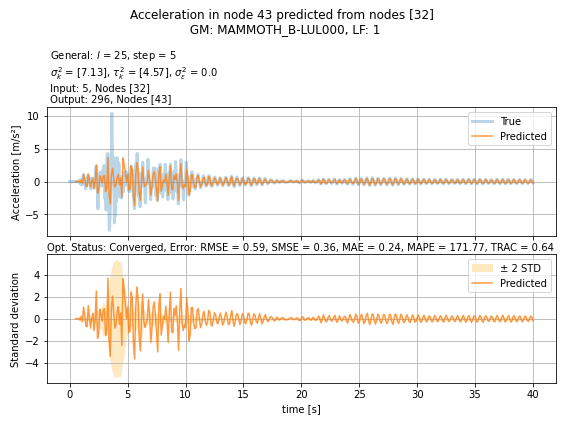 Acceleration in node 43 predicted from nodes [32]
GM: MAMMOTH_B-LUL000, LF: 1
General: l = 25, step = 5
σ²ₖ = [7.13], τ²ₖ = [4.57], σ²ε = 0.0
Input: 5, Nodes [32]
Output: 296, Nodes [43]
10
5
0
−5
Acceleration [m/s²]
True
Predicted
Opt. Status: Converged, Error: RMSE = 0.59, SMSE = 0.36, MAE = 0.24, MAPE = 171.77, TRAC = 0.64
4
2
0
−2
−4
Standard deviation
± 2 STD
Predicted
0 5 10 15 20 25 30 35 40
time [s]